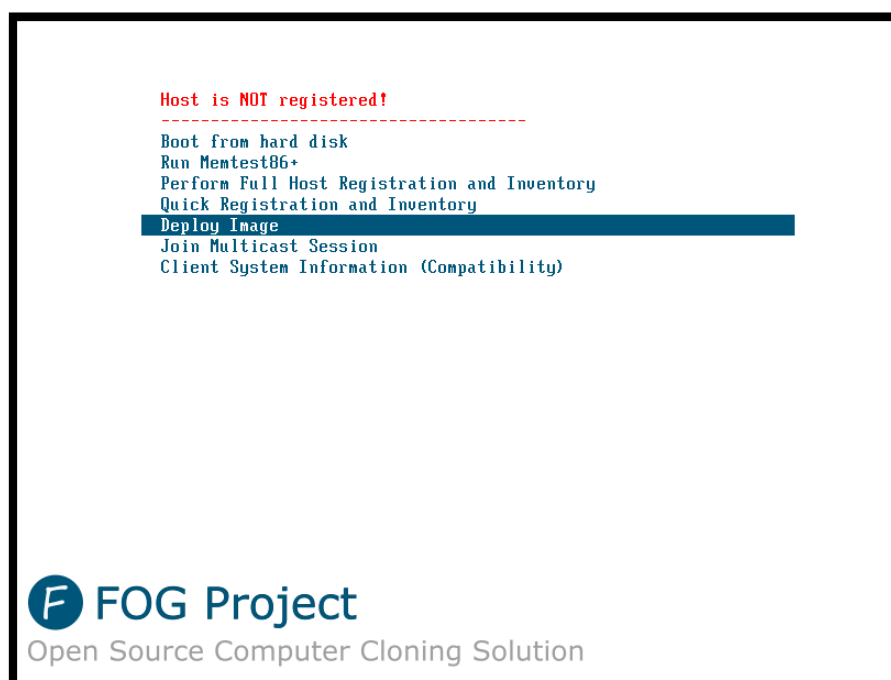 Host is NOT registered!
------------------------------------
Boot from hard disk
Run Memtest86+
Perform Full Host Registration and Inventory
Quick Registration and Inventory
Deploy Image
Join Multicast Session
Client System Information (Compatibility)
F FOG Project
Open Source Computer Cloning Solution